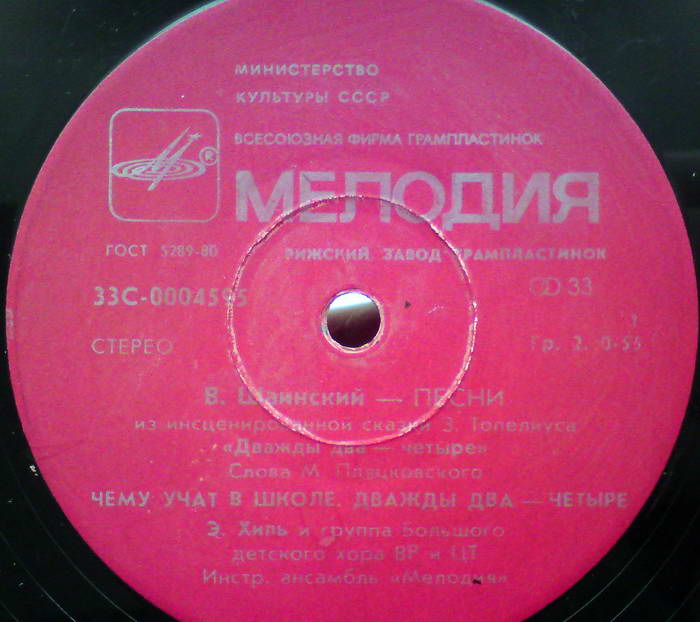 МИНИСТЕРСТВО
КУЛЬТУРЫ СССР
ВСЕСОЮЗНАЯ ФИРМА ГРАМПЛАСТИНОК
®
МЕЛОДИЯ
ГОСТ 5289-80
РИЖСКИЙ ЗАВОД ГРАМПЛАСТИНОК
33С-0004595
33
СТЕРЕО
1
Гр. 2. 0-55
В. Шаинский — ПЕСНИ
из инсценированной сказки З. Топелиуса
«Дважды два — четыре»
Слова М. Пляцковского
ЧЕМУ УЧАТ В ШКОЛЕ. ДВАЖДЫ ДВА — ЧЕТЫРЕ
Э. Хиль и группа Большого
детского хора ВР и ЦТ
Инстр. ансамбль «Мелодия»